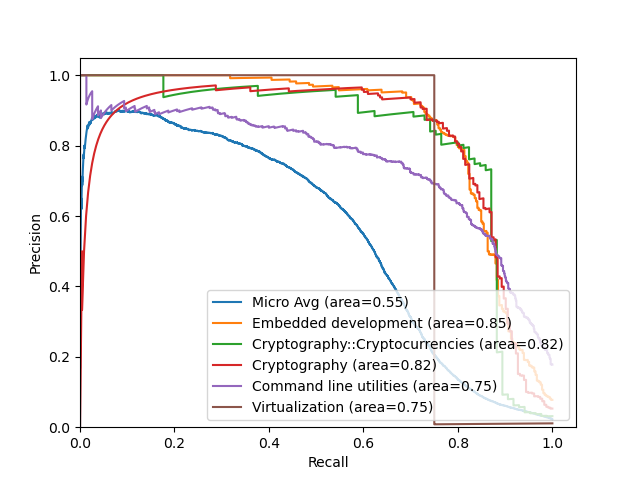 1.0
0.8
0.6
0.4
0.2
0.0
Precision
Micro Avg (area=0.55)
Embedded development (area=0.85)
Cryptography::Cryptocurrencies (area=0.82)
Cryptography (area=0.82)
Command line utilities (area=0.75)
Virtualization (area=0.75)
0.0 0.2 0.4 0.6 0.8 1.0
Recall